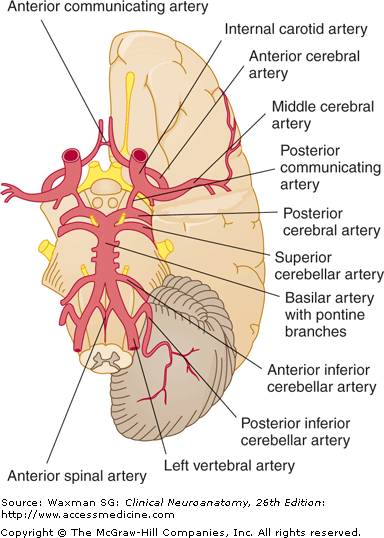 Anterior communicating artery
Internal carotid artery
Anterior cerebral
artery
Middle cerebral
artery
Posterior
communicating
artery
Posterior
cerebral artery
Superior
cerebellar artery
Basilar artery
with pontine
branches
Anterior inferior
cerebellar artery
Posterior inferior
cerebellar artery
Left vertebral artery
Anterior spinal artery
Source: Waxman SG: Clinical Neuroanatomy, 26th Edition:
http://www.accessmedicine.com
Copyright © The McGraw-Hill Companies, Inc. All rights reserved.